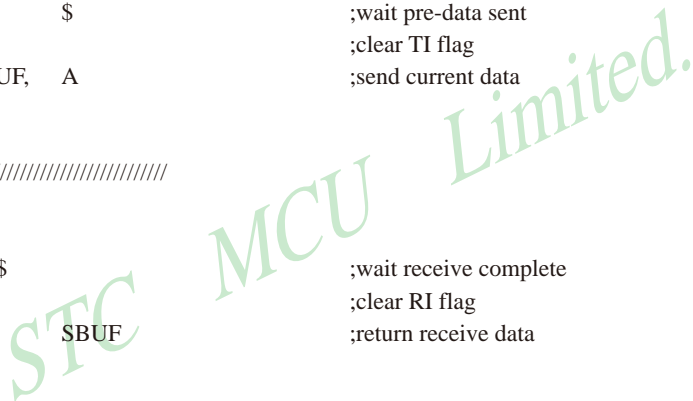 $ ;wait pre-data sent
;clear TI flag
UF, A ;send current data
////////////////////////////
$ ;wait receive complete
;clear RI flag
SBUF ;return receive data
STC MCU Limited.